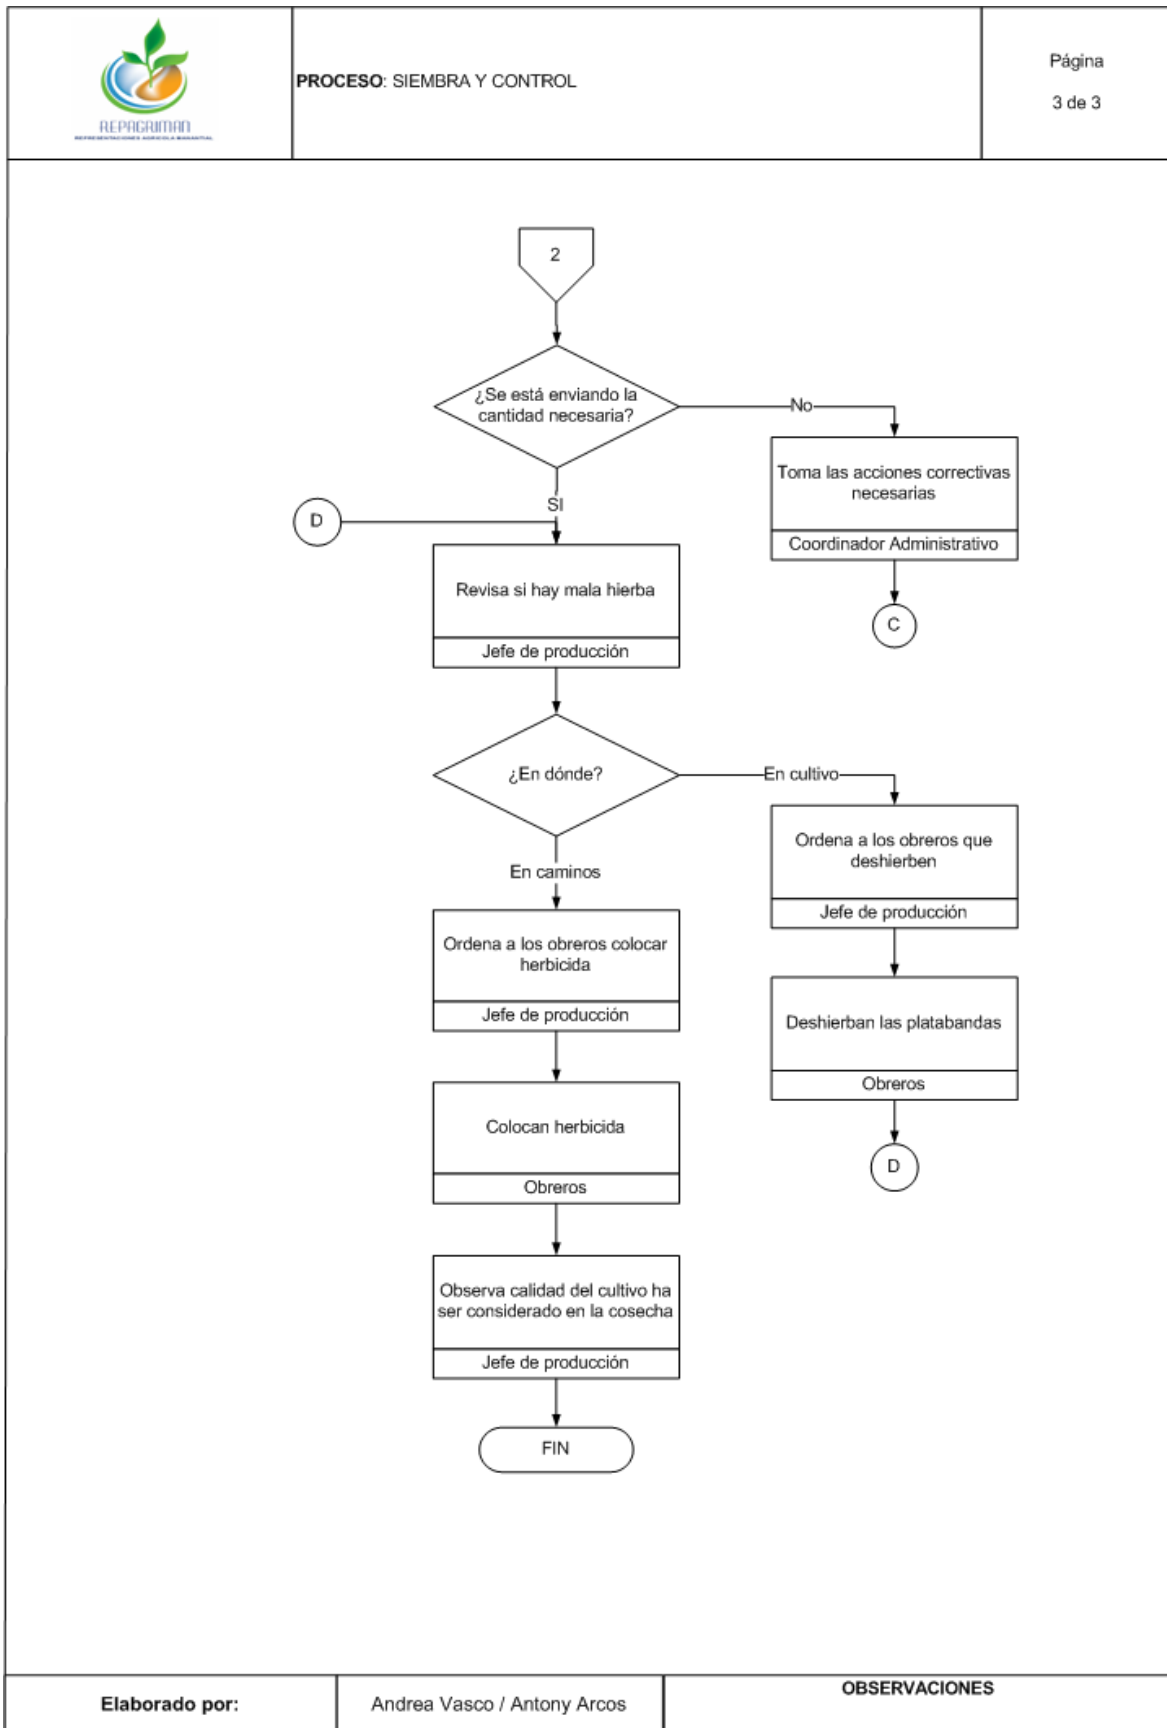 REPAGRIMAN
REPRESENTACIONES AGRICOLA MANANTIAL
PROCESO: SIEMBRA Y CONTROL
Página
3 de 3
2
¿Se está enviando la
cantidad necesaria?
No
Toma las acciones correctivas
necesarias
Coordinador Administrativo
C
SI
D
Revisa si hay mala hierba
Jefe de producción
¿En dónde?
En cultivo
Ordena a los obreros que
deshierben
Jefe de producción
Deshierban las platabandas
Obreros
D
En caminos
Ordena a los obreros colocar
herbicida
Jefe de producción
Colocan herbicida
Obreros
Observa calidad del cultivo ha
ser considerado en la cosecha
Jefe de producción
FIN
Elaborado por:
Andrea Vasco / Antony Arcos
OBSERVACIONES